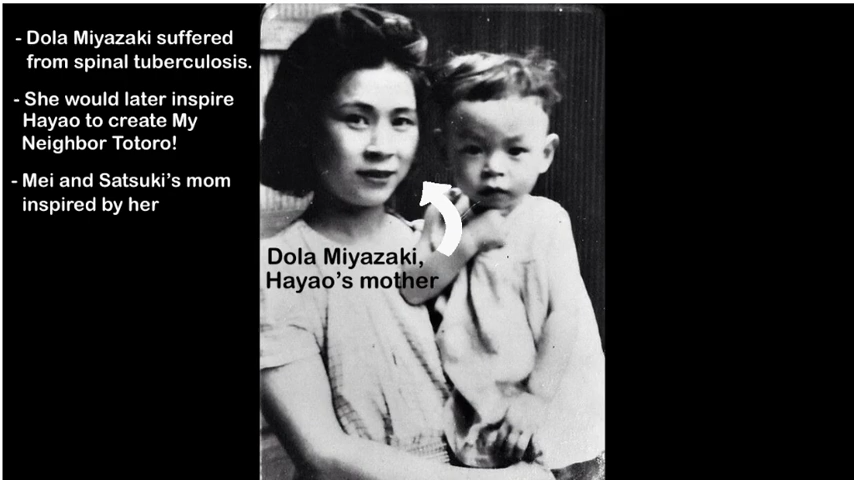 - Dola Miyazaki suffered
from spinal tuberculosis.
- She would later inspire
Hayao to create My
Neighbor Totoro!
- Mei and Satsuki's mom
inspired by her
Dola Miyazaki,
Hayao's mother